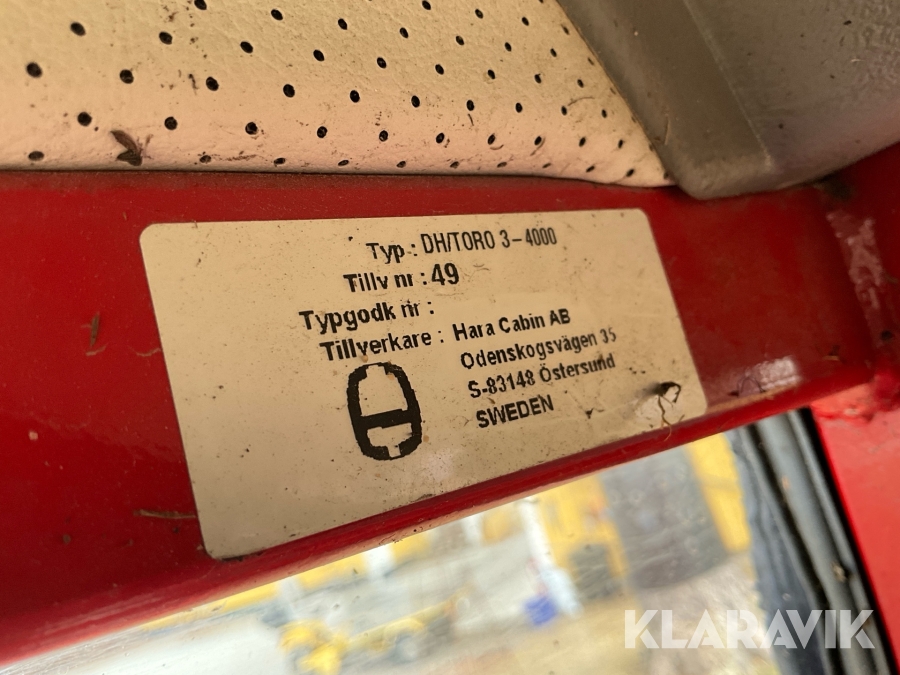 Typ : DH/TORO 3-4000
Tillv nr : 49
Typgodk nr :
Tillverkare : Hara Cabin AB
Odenskogsvägen 35
S-83148 Östersund
SWEDEN
KLARAVIK